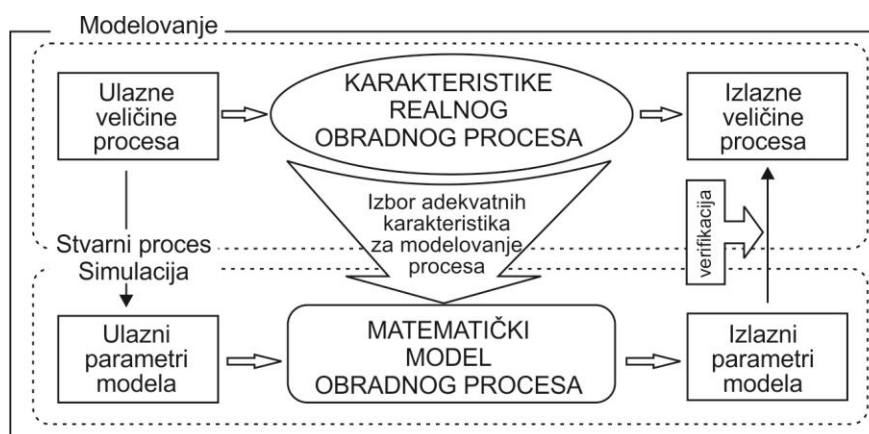 Modelovanje
Ulazne
veličine
procesa
KARAKTERISTIKE
REALNOG
OBRADNOG PROCESA
Izlazne
veličine
procesa
Izbor adekvatnih
karakteristika
za modelovanje
procesa
verifikacija
Stvarni proces
Simulacija
Ulazni
parametri
modela
MATEMATIČKI
MODEL
OBRADNOG PROCESA
Izlazni
parametri
modela